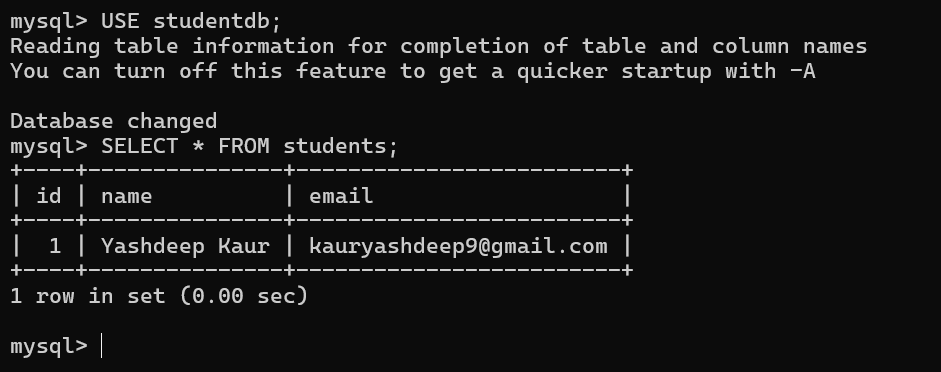 mysql> USE studentdb;
Reading table information for completion of table and column names
You can turn off this feature to get a quicker startup with -A
Database changed
mysql> SELECT * FROM students;
+----+---------------+-------------------------+
| id | name          | email                   |
+----+---------------+-------------------------+
|  1 | Yashdeep Kaur | kauryashdeep9@gmail.com |
+----+---------------+-------------------------+
1 row in set (0.00 sec)
mysql>